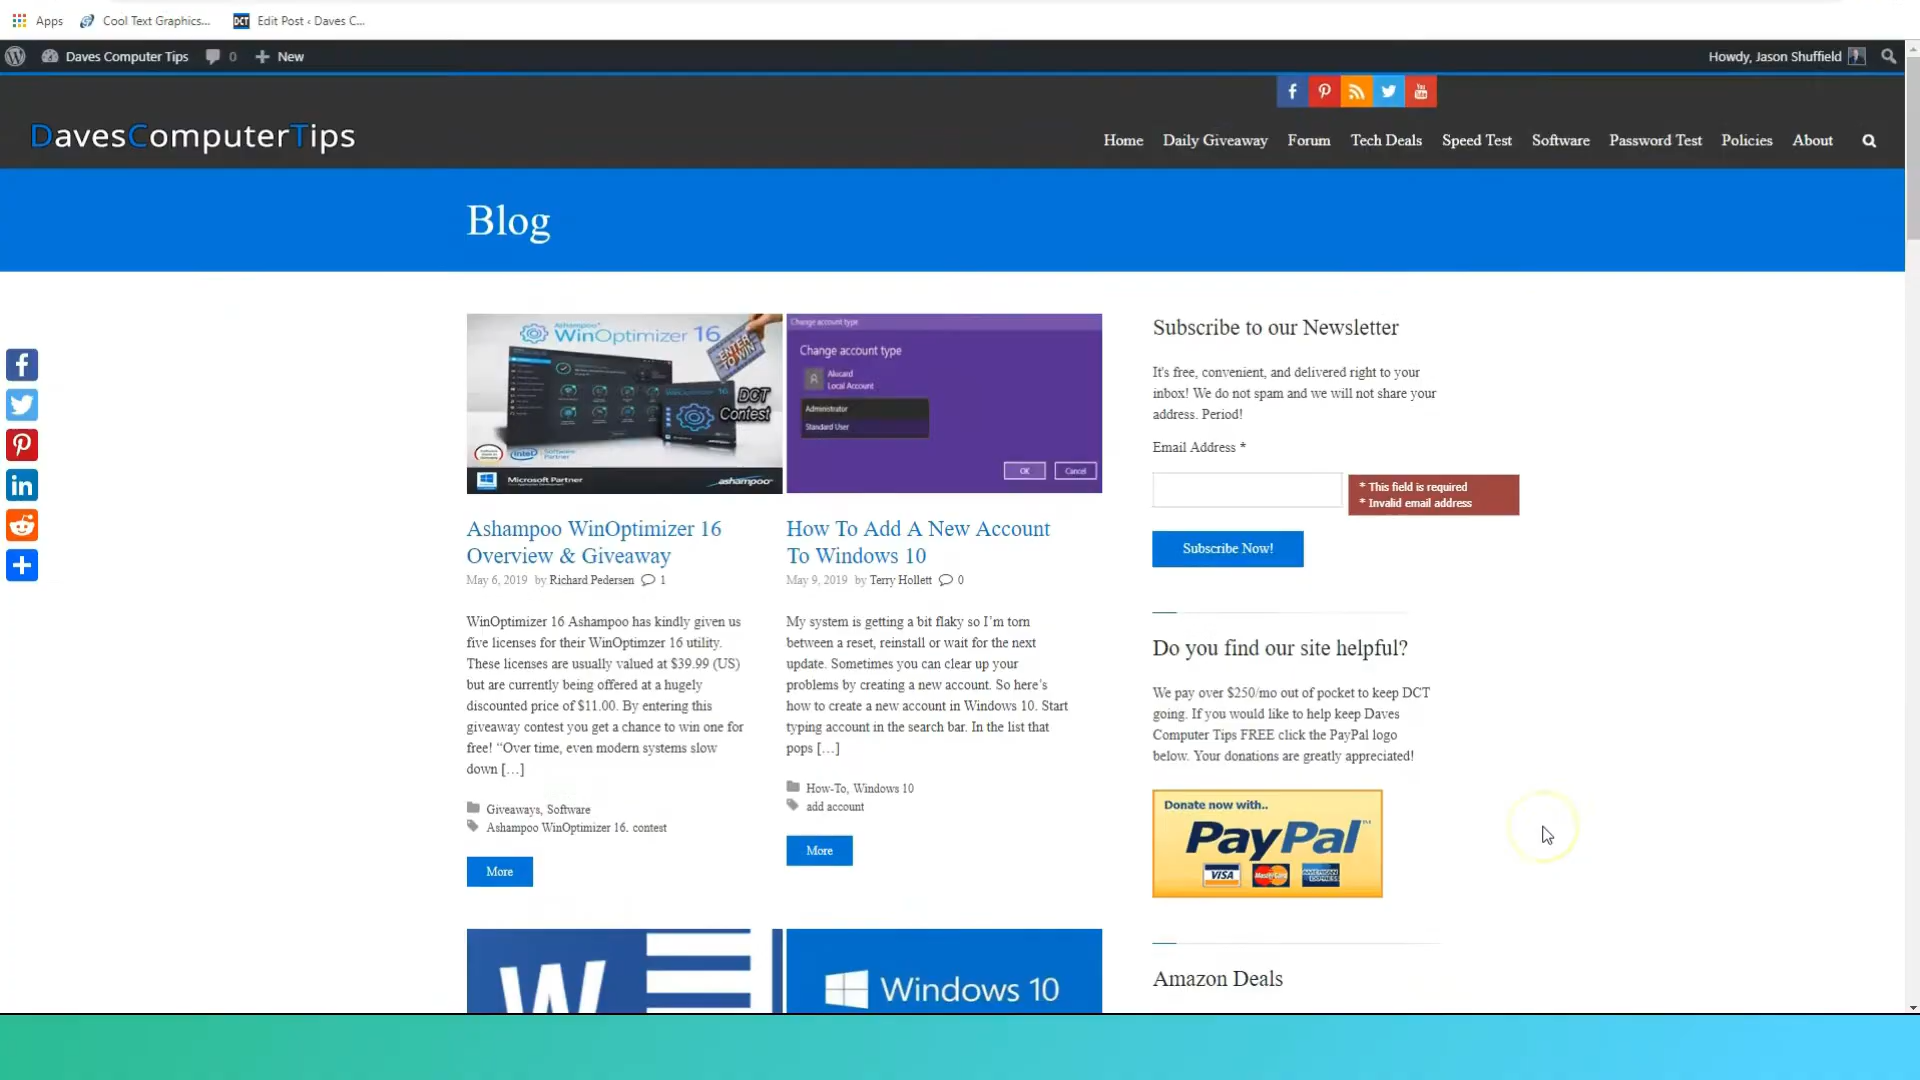 Apps Cool Text Graphics... Edit Post ‹ Daves C...
Daves Computer Tips 0 New Howdy, Jason Shuffield
DavesComputerTips
Home Daily Giveaway Forum Tech Deals Speed Test Software Password Test Policies About
Blog
Ashampoo
WinOptimizer 16
ENTER TO WIN
DCT
Contest
Microsoft Partner
ashampoo
Change account type
Change account type
Alucard
Local Account
Administrator
Standard User
OK Cancel
Ashampoo WinOptimizer 16
Overview & Giveaway
May 6, 2019 by Richard Pedersen 1
WinOptimizer 16 Ashampoo has kindly given us
five licenses for their WinOptimzer 16 utility.
These licenses are usually valued at $39.99 (US)
but are currently being offered at a hugely
discounted price of $11.00. By entering this
giveaway contest you get a chance to win one for
free! “Over time, even modern systems slow
down […]
Giveaways, Software
Ashampoo WinOptimizer 16, contest
More
How To Add A New Account
To Windows 10
May 9, 2019 by Terry Hollett 0
My system is getting a bit flaky so I’m torn
between a reset, reinstall or wait for the next
update. Sometimes you can clear up your
problems by creating a new account. So here’s
how to create a new account in Windows 10. Start
typing account in the search bar. In the list that
pops […]
How-To, Windows 10
add account
More
W
Windows 10
Subscribe to our Newsletter
It's free, convenient, and delivered right to your
inbox! We do not spam and we will not share your
address. Period!
Email Address *
* This field is required
* Invalid email address
Subscribe Now!
Do you find our site helpful?
We pay over $250/mo out of pocket to keep DCT
going. If you would like to help keep Daves
Computer Tips FREE click the PayPal logo
below. Your donations are greatly appreciated!
Donate now with..
PayPal™
VISA MasterCard AMERICAN EXPRESS
Amazon Deals